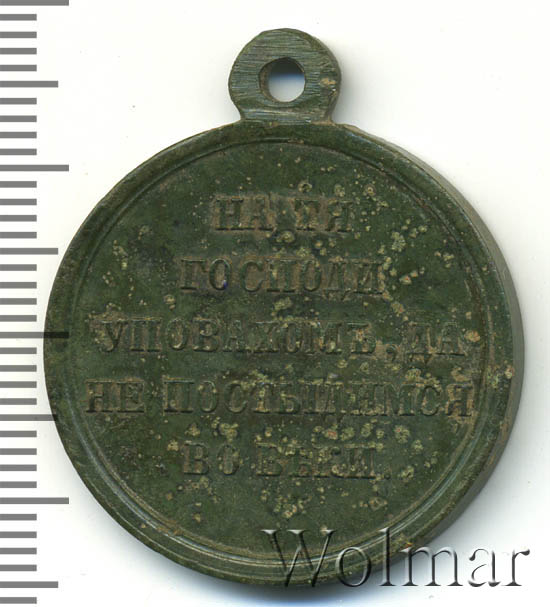 НА ТЯ
ГОСПОДИ
УПОВАХОМЪ, ДА
НЕ ПОСТЫДИМСЯ
ВО ВѢКИ.
Wolmar